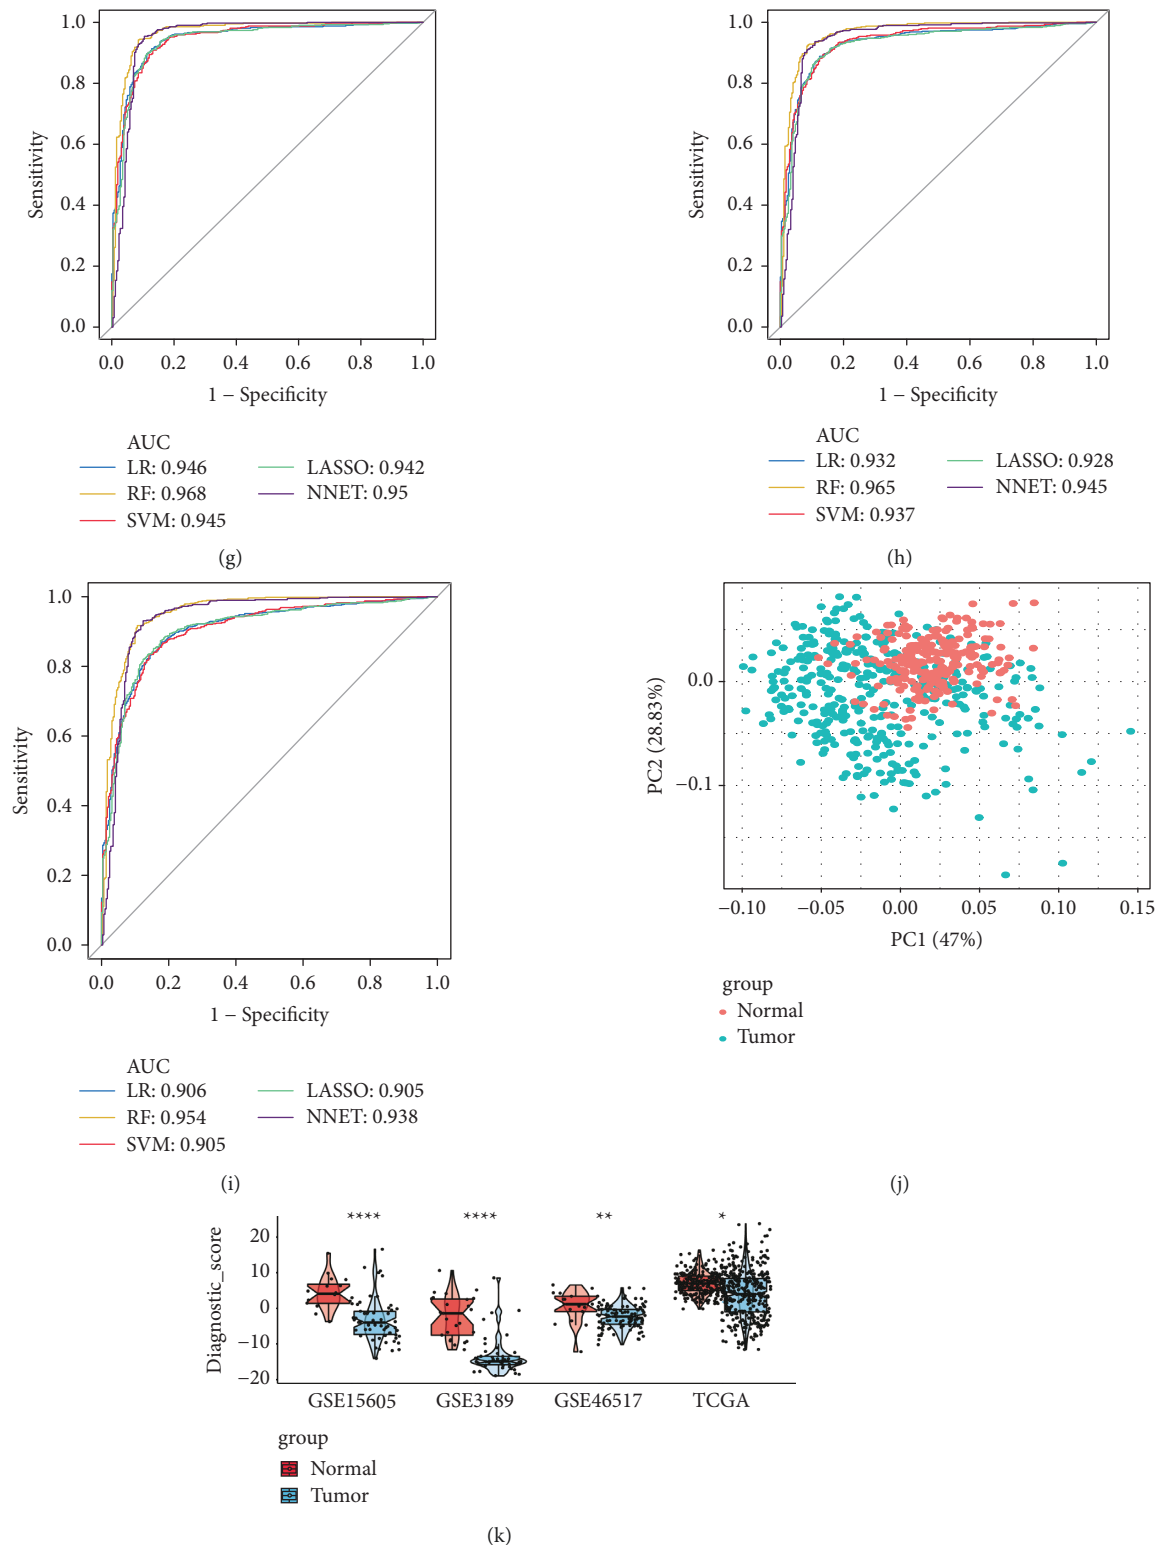 1.0
0.8
0.6
0.4
0.2
0.0
Sensitivity
0.0 0.2 0.4 0.6 0.8 1.0
1 − Specificity
AUC
LR: 0.946
RF: 0.968
SVM: 0.945
LASSO: 0.942
NNET: 0.95
(g)
1.0
0.8
0.6
0.4
0.2
0.0
Sensitivity
0.0 0.2 0.4 0.6 0.8 1.0
1 − Specificity
AUC
LR: 0.932
RF: 0.965
SVM: 0.937
LASSO: 0.928
NNET: 0.945
(h)
1.0
0.8
0.6
0.4
0.2
0.0
Sensitivity
0.0 0.2 0.4 0.6 0.8 1.0
1 − Specificity
AUC
LR: 0.906
RF: 0.954
SVM: 0.905
LASSO: 0.905
NNET: 0.938
(i)
0.0
−0.1
PC2 (28.83%)
−0.10 −0.05 0.00 0.05 0.10 0.15
PC1 (47%)
group
Normal
Tumor
(j)
**** **** ** *
20
10
0
−10
−20
Diagnostic_score
GSE15605 GSE3189 GSE46517 TCGA
group
Normal
Tumor
(k)